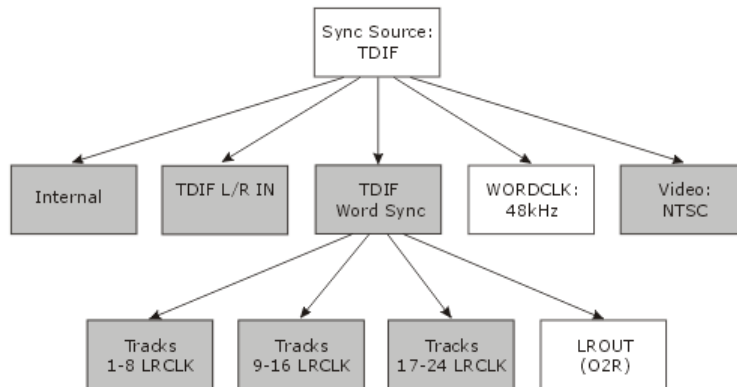 Sync Source:
TDIF
Internal
TDIF L/R IN
TDIF
Word Sync
WORDCLK:
48kHz
Video:
NTSC
Tracks
1-8 LRCLK
Tracks
9-16 LRCLK
Tracks
17-24 LRCLK
LROUT
(O2R)